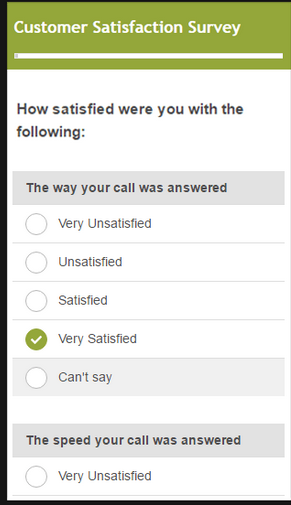 Customer Satisfaction Survey
How satisfied were you with the
following:
The way your call was answered
Very Unsatisfied
Unsatisfied
Satisfied
Very Satisfied
Can't say
The speed your call was answered
Very Unsatisfied